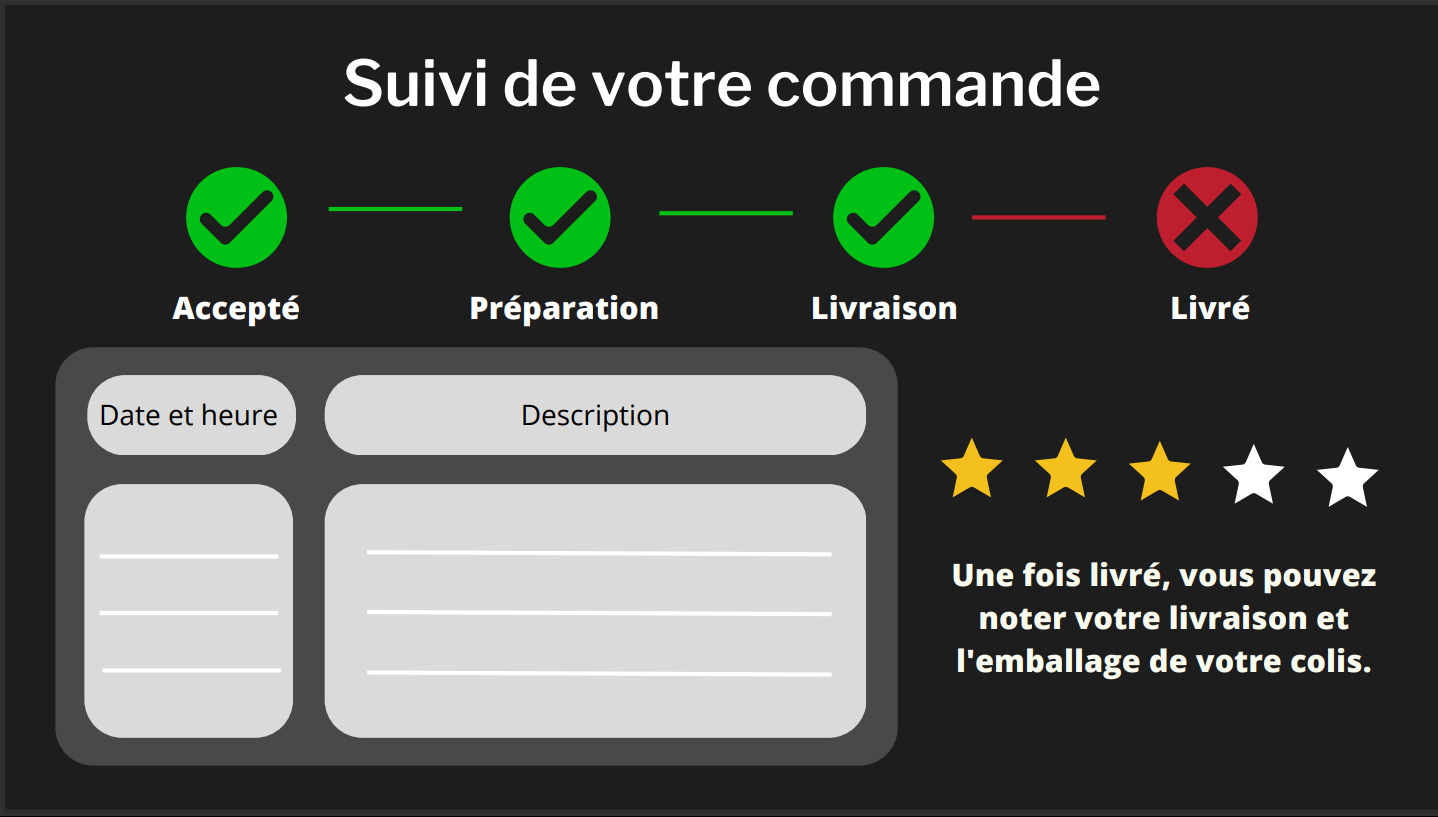 Suivi de votre commande
Accepté
Préparation
Livraison
Livré
Date et heure
Description
Une fois livré, vous pouvez
noter votre livraison et
l'emballage de votre colis.